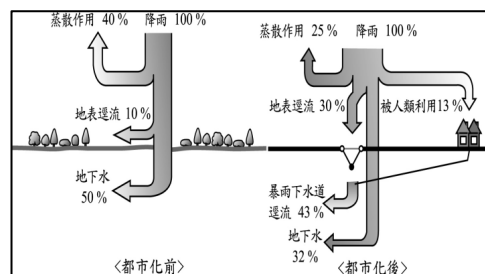 蒸散作用 40% 降雨 100%
地表逕流 10%
地下水
50%
〈都市化前〉
蒸散作用 25% 降雨 100%
地表逕流 30% 被人類利用13%
暴雨下水道
逕流 43%
地下水
32%
〈都市化後〉